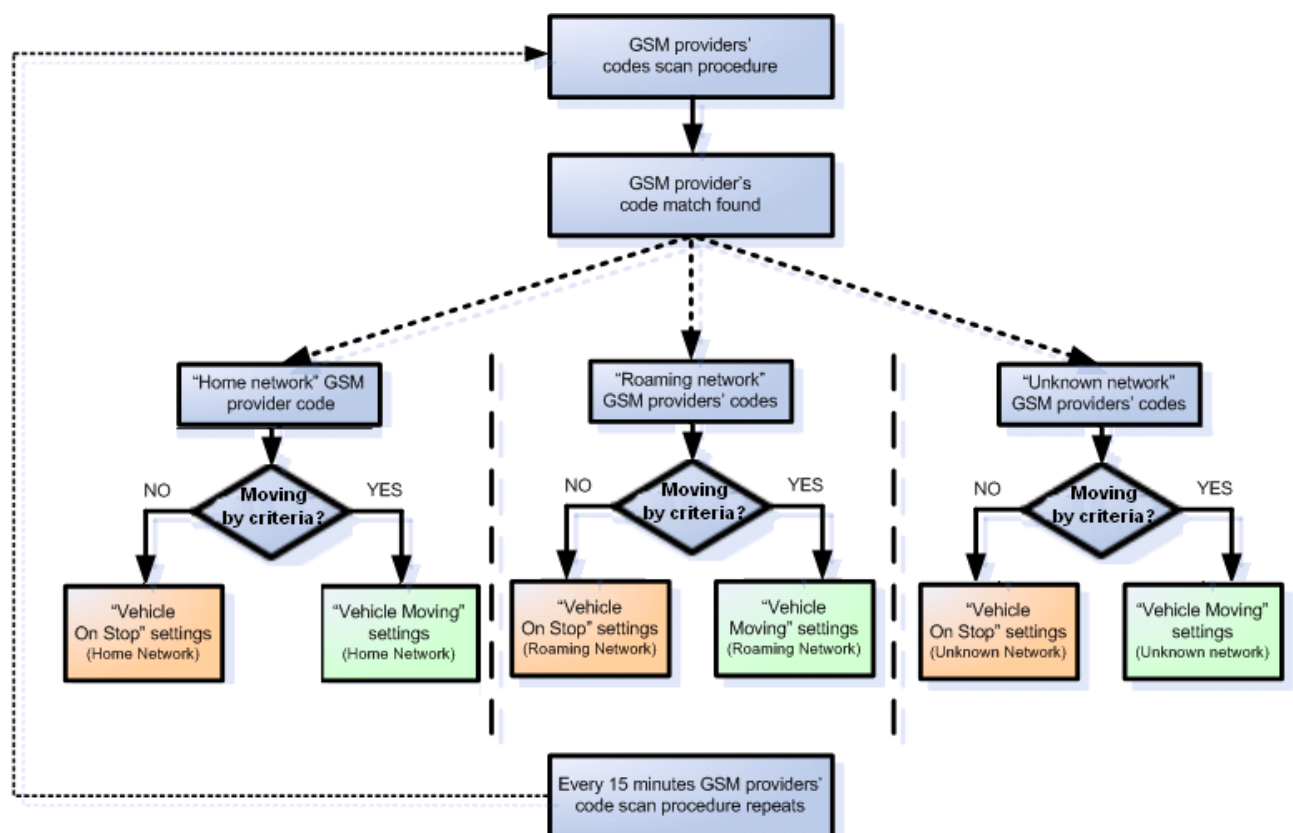 GSM providers'
codes scan procedure
GSM provider's
code match found
“Home network” GSM
provider code
“Roaming network”
GSM providers' codes
“Unknown network”
GSM providers' codes
NO
Moving
by criteria?
YES
NO
Moving
by criteria?
YES
NO
Moving
by criteria?
YES
“Vehicle
On Stop” settings
(Home Network)
“Vehicle Moving”
settings
(Home Network)
“Vehicle
On Stop” settings
(Roaming Network)
“Vehicle
Moving” settings
(Roaming Network)
“Vehicle
On Stop” settings
(Unknown Network)
“Vehicle Moving”
settings
(Unknown network)
Every 15 minutes GSM providers'
code scan procedure repeats